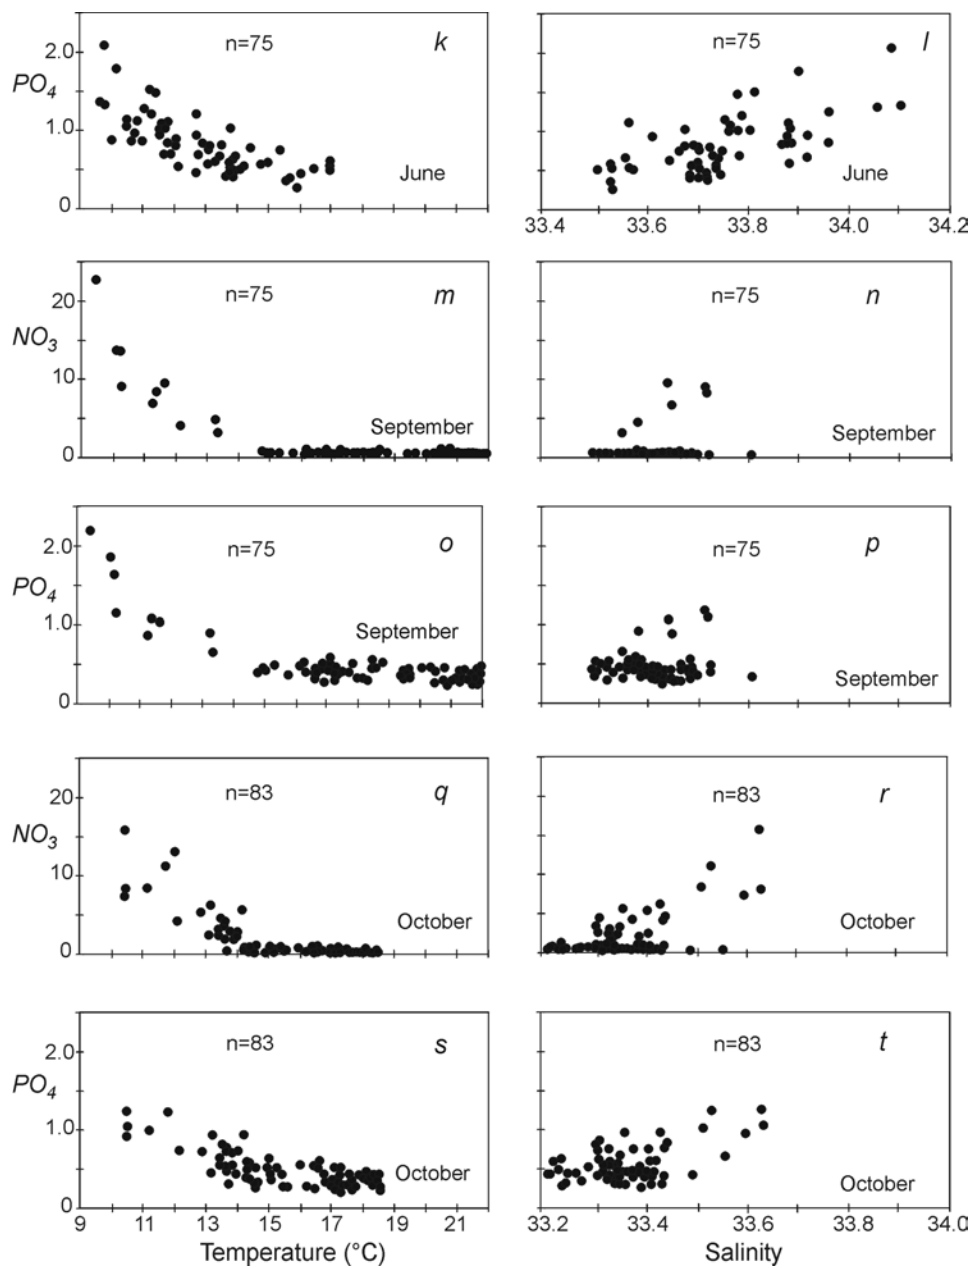 n=75 k
2.0
PO4
1.0
June
0
n=75 l
June
33.4 33.6 33.8 34.0 34.2
n=75 m
20
NO3
10
September
0
n=75 n
September
n=75 o
2.0
PO4
1.0
September
0
n=75 p
September
n=83 q
20
NO3
10
October
0
n=83 r
October
n=83 s
2.0
PO4
1.0
October
0
9 11 13 15 17 19 21
Temperature (°C)
n=83 t
October
33.2 33.4 33.6 33.8 34.0
Salinity